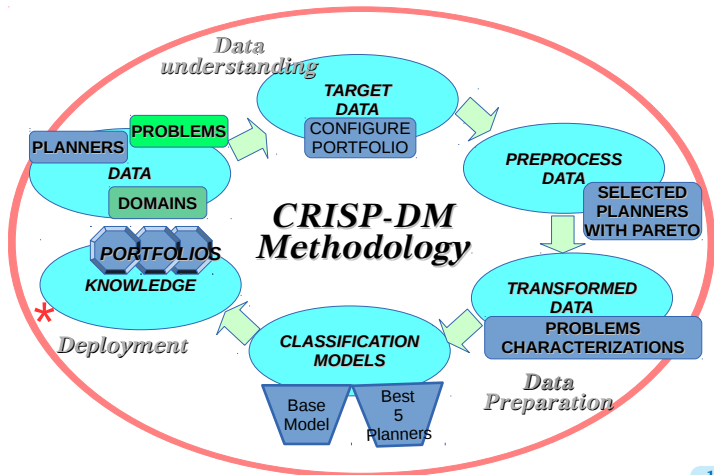 Data
understanding
TARGET
DATA
CONFIGURE
PORTFOLIO
PROBLEMS
PLANNERS
DATA
DOMAINS
PREPROCESS
DATA
SELECTED
PLANNERS
WITH PARETO
CRISP-DM
Methodology
PORTFOLIOS
KNOWLEDGE
TRANSFORMED
DATA
PROBLEMS
CHARACTERIZATIONS
*
Deployment
CLASSIFICATION
MODELS
Base
Model
Best
5
Planners
Data
Preparation